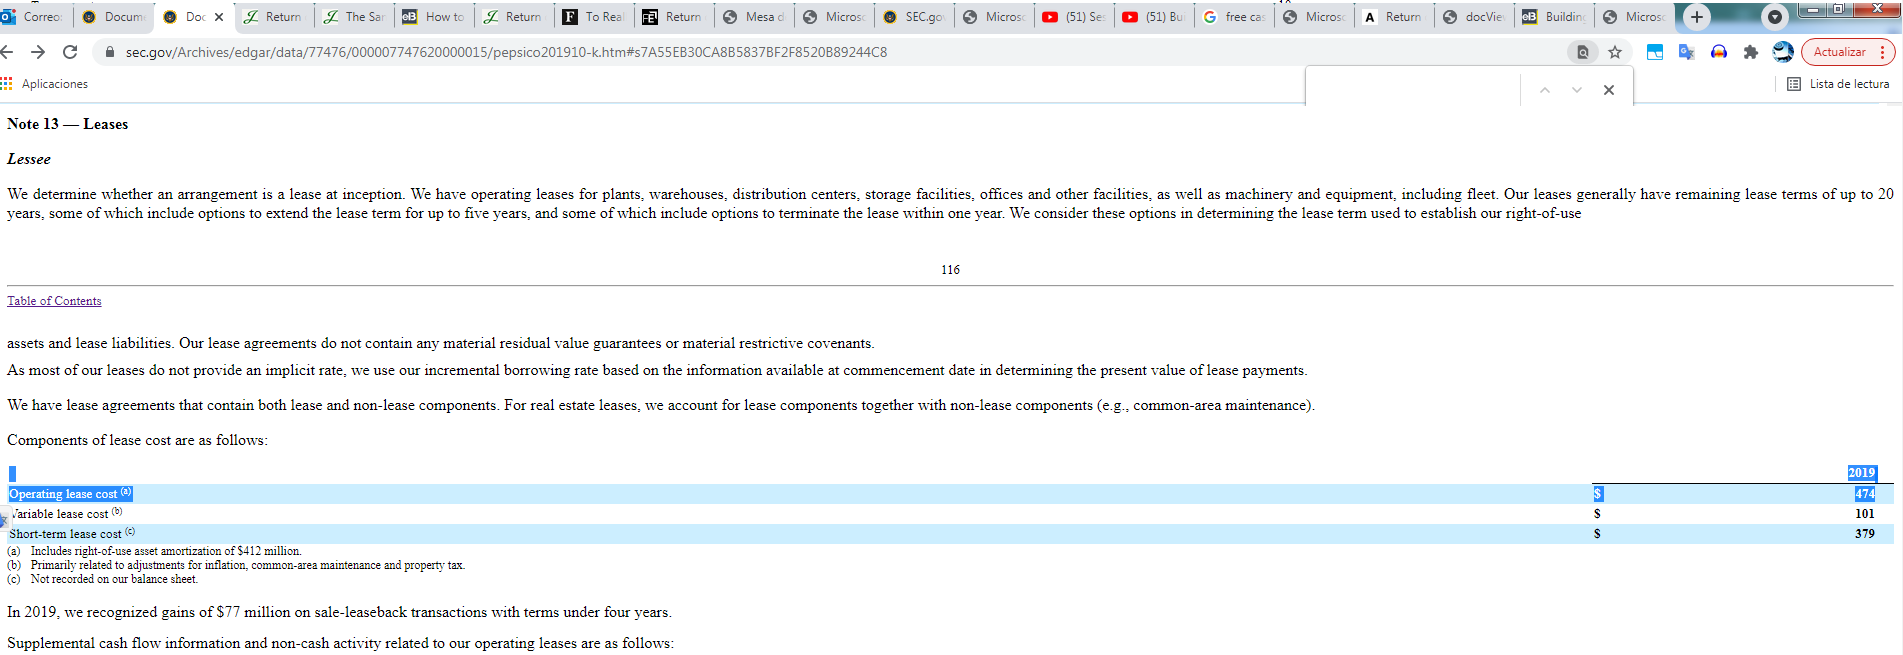 Correo:
Docum
Doc
Return
The Sar
How to
Return
To Rea
Return
Mesa d
Microsc
SEC.gov
Microsc
(51) Ses
(51) Bu
free cas
Microsc
Return
docVie
Building
Microsc
sec.gov/Archives/edgar/data/77476/000007747620000015/pepsico201910-k.htm#s7A55EB30CA8B5837BF2F8520B89244C8
Actualizar
Aplicaciones
Lista de lectura
Note 13 — Leases
Lessee
We determine whether an arrangement is a lease at inception. We have operating leases for plants, warehouses, distribution centers, storage facilities, offices and other facilities, as well as machinery and equipment, including fleet. Our leases generally have remaining lease terms of up to 20
years, some of which include options to extend the lease term for up to five years, and some of which include options to terminate the lease within one year. We consider these options in determining the lease term used to establish our right-of-use
116
Table of Contents
assets and lease liabilities. Our lease agreements do not contain any material residual value guarantees or material restrictive covenants.
As most of our leases do not provide an implicit rate, we use our incremental borrowing rate based on the information available at commencement date in determining the present value of lease payments.
We have lease agreements that contain both lease and non-lease components. For real estate leases, we account for lease components together with non-lease components (e.g., common-area maintenance).
Components of lease cost are as follows:
2019
Operating lease cost (a) $ 474
Variable lease cost (b) $ 101
Short-term lease cost (c) $ 379
(a) Includes right-of-use asset amortization of $412 million.
(b) Primarily related to adjustments for inflation, common-area maintenance and property tax.
(c) Not recorded on our balance sheet.
In 2019, we recognized gains of $77 million on sale-leaseback transactions with terms under four years.
Supplemental cash flow information and non-cash activity related to our operating leases are as follows: